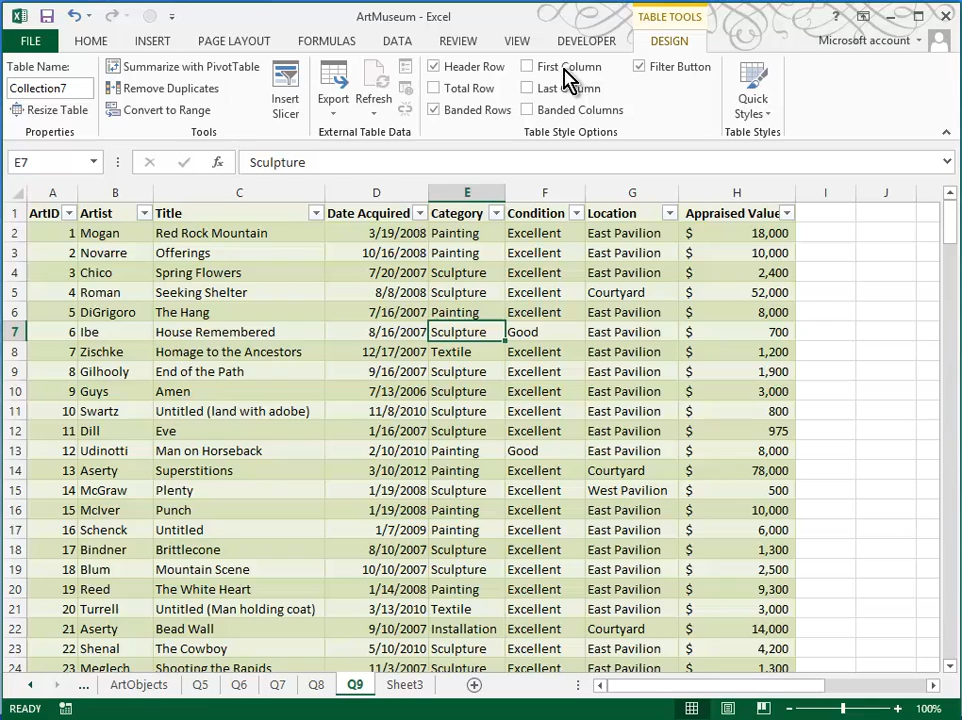 ArtMuseum - Excel
TABLE TOOLS
FILE HOME INSERT PAGE LAYOUT FORMULAS DATA REVIEW VIEW DEVELOPER DESIGN Microsoft account
Table Name:
Collection7
Resize Table
Properties
Summarize with PivotTable
Remove Duplicates
Convert to Range
Tools
Insert
Slicer
Export
Refresh
External Table Data
Header Row
Total Row
Banded Rows
First Column
Last Column
Banded Columns
Filter Button
Table Style Options
Quick
Styles
Table Styles
E7 fx Sculpture
A B C D E F G H I J
1 ArtID Artist Title Date Acquired Category Condition Location Appraised Value
2 1 Mogan Red Rock Mountain 3/19/2008 Painting Excellent East Pavilion $ 18,000
3 2 Novarre Offerings 10/16/2008 Painting Excellent East Pavilion $ 10,000
4 3 Chico Spring Flowers 7/20/2007 Sculpture Excellent East Pavilion $ 2,400
5 4 Roman Seeking Shelter 8/8/2008 Sculpture Excellent Courtyard $ 52,000
6 5 DiGrigoro The Hang 7/16/2007 Painting Excellent East Pavilion $ 8,000
7 6 Ibe House Remembered 8/16/2007 Sculpture Good East Pavilion $ 700
8 7 Zischke Homage to the Ancestors 12/17/2007 Textile Excellent East Pavilion $ 1,200
9 8 Gilhooly End of the Path 9/16/2007 Sculpture Excellent East Pavilion $ 1,900
10 9 Guys Amen 7/13/2006 Sculpture Excellent East Pavilion $ 3,000
11 10 Swartz Untitled (land with adobe) 11/8/2010 Sculpture Excellent East Pavilion $ 800
12 11 Dill Eve 1/16/2007 Sculpture Excellent East Pavilion $ 975
13 12 Udinotti Man on Horseback 2/10/2010 Painting Good East Pavilion $ 8,000
14 13 Aserty Superstitions 3/10/2012 Painting Excellent Courtyard $ 78,000
15 14 McGraw Plenty 1/19/2008 Sculpture Excellent West Pavilion $ 500
16 15 McIver Punch 1/19/2008 Painting Excellent East Pavilion $ 10,000
17 16 Schenck Untitled 1/7/2009 Painting Excellent East Pavilion $ 6,000
18 17 Bindner Brittlecone 8/10/2007 Sculpture Excellent East Pavilion $ 1,300
19 18 Blum Mountain Scene 10/10/2007 Sculpture Excellent East Pavilion $ 2,500
20 19 Reed The White Heart 1/14/2008 Painting Excellent East Pavilion $ 9,300
21 20 Turrell Untitled (Man holding coat) 3/13/2010 Textile Excellent East Pavilion $ 3,000
22 21 Aserty Bead Wall 9/10/2007 Installation Excellent Courtyard $ 14,000
23 22 Shenal The Cowboy 5/10/2010 Sculpture Excellent East Pavilion $ 4,200
24 23 Meglech Shooting the Rapids 11/3/2007 Sculpture Excellent East Pavilion $ 1,300
... ArtObjects Q5 Q6 Q7 Q8 Q9 Sheet3
READY 100%